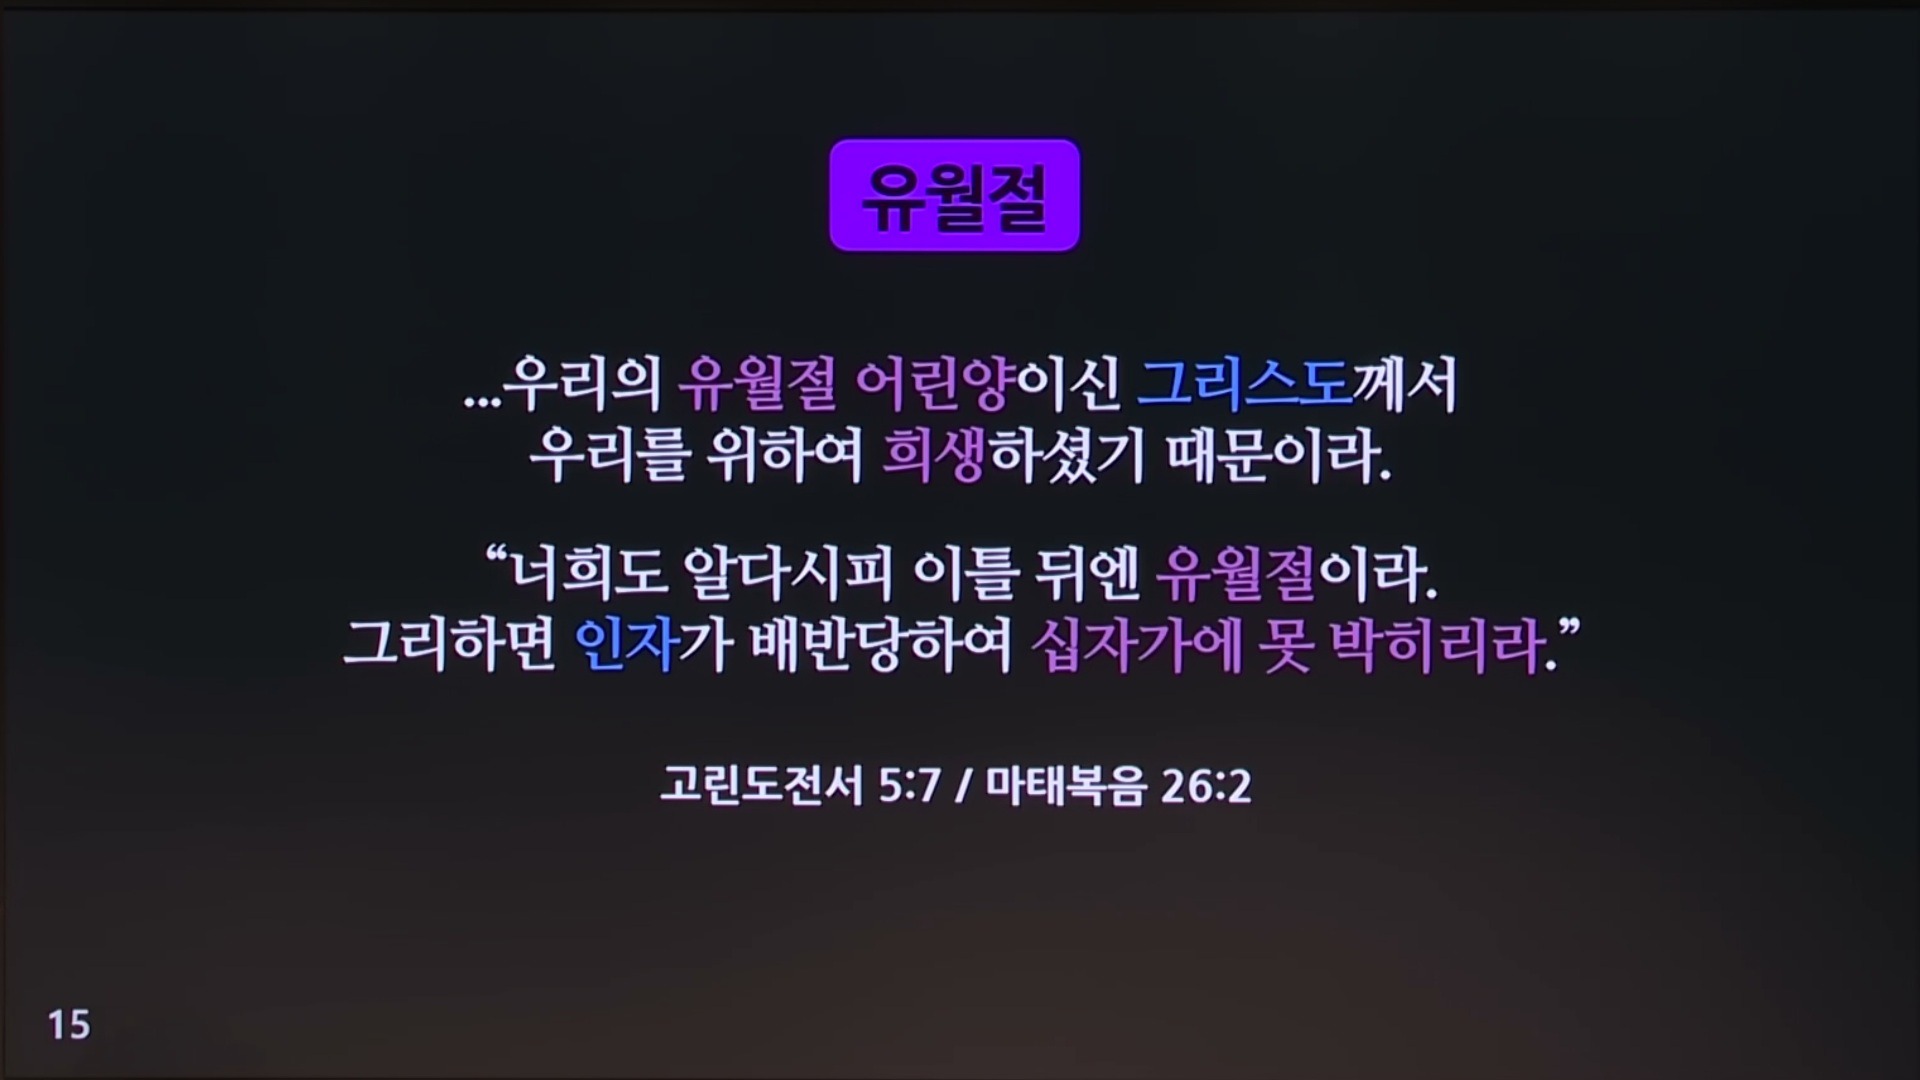 유월절
...우리의 유월절 어린양이신 그리스도께서
우리를 위하여 희생하셨기 때문이라.
“너희도 알다시피 이틀 뒤엔 유월절이라.
그리하면 인자가 배반당하여 십자가에 못 박히리라.”
고린도전서 5:7 / 마태복음 26:2
15